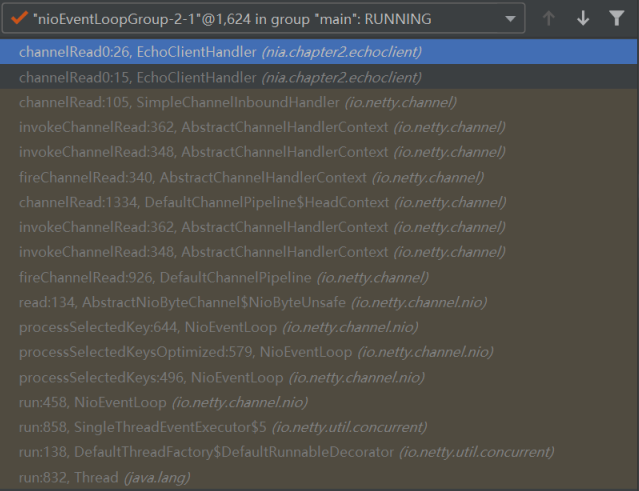 "nioEventLoopGroup-2-1"@1,624 in group "main": RUNNING
channelRead0:26, EchoClientHandler (nia.chapter2.echoclient)
channelRead0:15, EchoClientHandler (nia.chapter2.echoclient)
channelRead:105, SimpleChannelInboundHandler (io.netty.channel)
invokeChannelRead:362, AbstractChannelHandlerContext (io.netty.channel)
invokeChannelRead:348, AbstractChannelHandlerContext (io.netty.channel)
fireChannelRead:340, AbstractChannelHandlerContext (io.netty.channel)
channelRead:1334, DefaultChannelPipeline$HeadContext (io.netty.channel)
invokeChannelRead:362, AbstractChannelHandlerContext (io.netty.channel)
invokeChannelRead:348, AbstractChannelHandlerContext (io.netty.channel)
fireChannelRead:926, DefaultChannelPipeline (io.netty.channel)
read:134, AbstractNioByteChannel$NioByteUnsafe (io.netty.channel.nio)
processSelectedKey:644, NioEventLoop (io.netty.channel.nio)
processSelectedKeysOptimized:579, NioEventLoop (io.netty.channel.nio)
processSelectedKeys:496, NioEventLoop (io.netty.channel.nio)
run:458, NioEventLoop (io.netty.channel.nio)
run:858, SingleThreadEventExecutor$5 (io.netty.util.concurrent)
run:138, DefaultThreadFactory$DefaultRunnableDecorator (io.netty.util.concurrent)
run:832, Thread (java.lang)